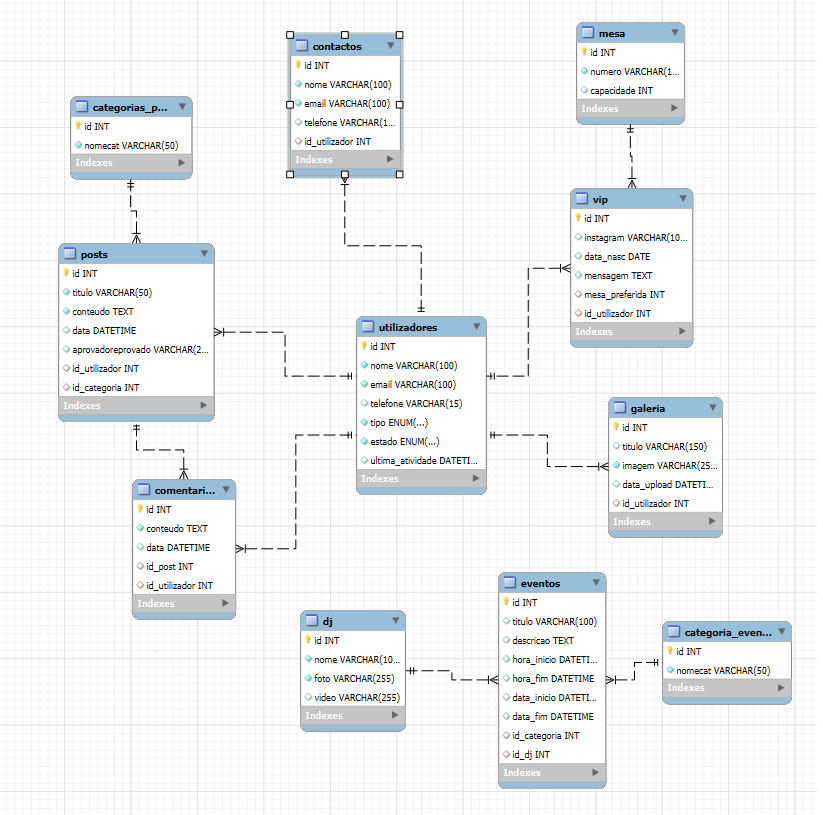 contactos
id INT
nome VARCHAR(100)
email VARCHAR(100)
telefone VARCHAR(1...
id_utilizador INT
Indexes
mesa
id INT
numero VARCHAR(1...
capacidade INT
Indexes
categorias_p...
id INT
nomecat VARCHAR(50)
Indexes
vip
id INT
instagram VARCHAR(10...
data_nasc DATE
mensagem TEXT
mesa_preferida INT
id_utilizador INT
Indexes
posts
id INT
titulo VARCHAR(50)
conteudo TEXT
data DATETIME
aprovadoreprovado VARCHAR(2...
id_utilizador INT
id_categoria INT
Indexes
utilizadores
id INT
nome VARCHAR(100)
email VARCHAR(100)
telefone VARCHAR(15)
tipo ENUM(...)
estado ENUM(...)
ultima_atividade DATETI...
Indexes
galeria
id INT
titulo VARCHAR(150)
imagem VARCHAR(25...
data_upload DATETI...
id_utilizador INT
Indexes
comentari...
id INT
conteudo TEXT
data DATETIME
id_post INT
id_utilizador INT
Indexes
dj
id INT
nome VARCHAR(10...
foto VARCHAR(255)
video VARCHAR(255)
Indexes
eventos
id INT
titulo VARCHAR(100)
descricao TEXT
hora_inicio DATETI...
hora_fim DATETIME
data_inicio DATETI...
data_fim DATETIME
id_categoria INT
id_dj INT
Indexes
categoria_even...
id INT
nomecat VARCHAR(50)
Indexes